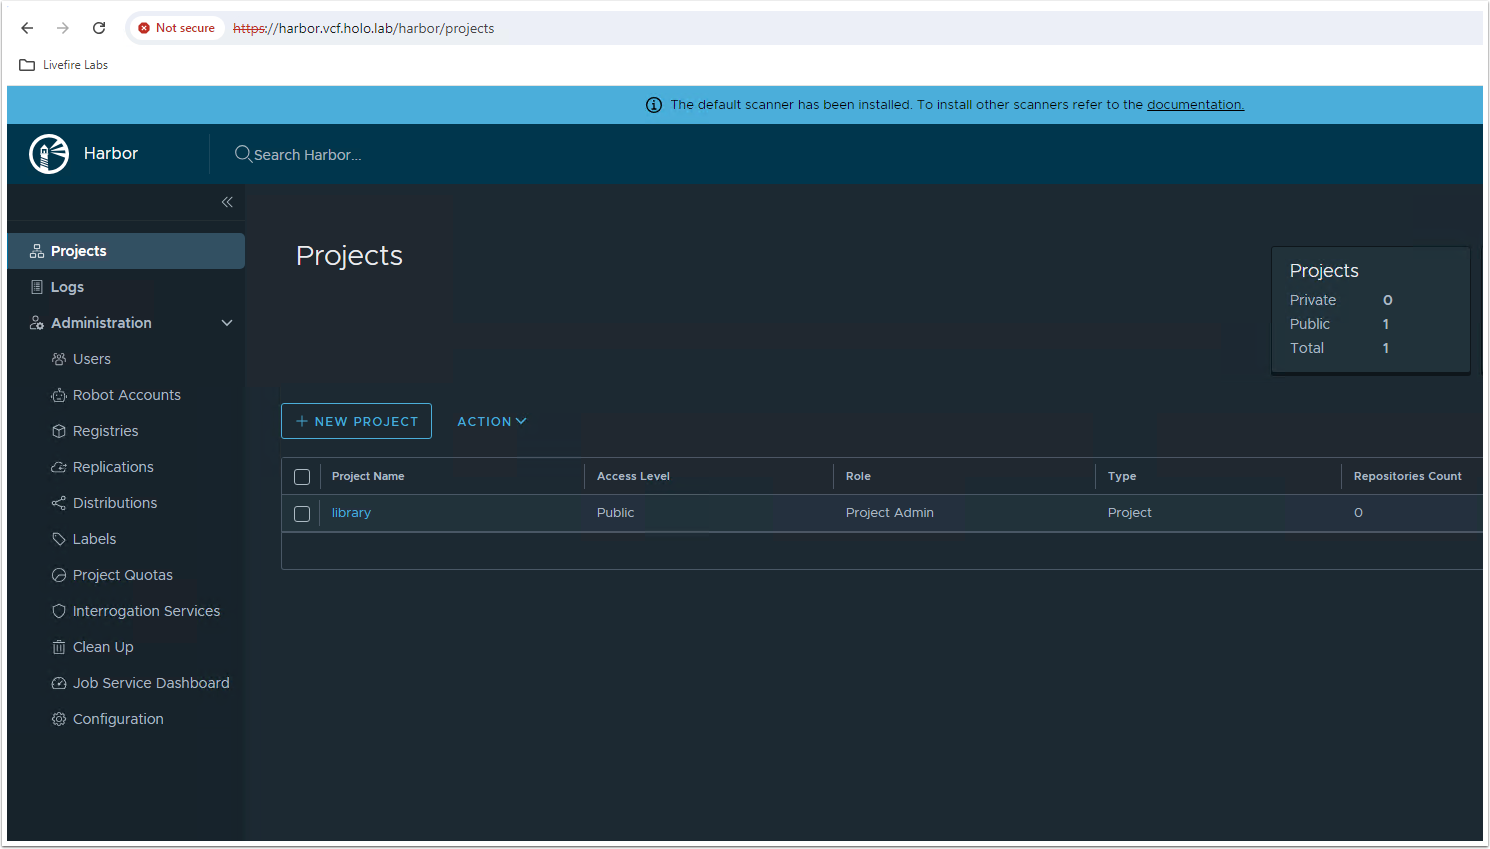 Not secure https://harbor.vcf.holo.lab/harbor/projects
Livefire Labs
The default scanner has been installed. To install other scanners refer to the documentation.
Harbor
Search Harbor...
Projects
Logs
Administration
Users
Robot Accounts
Registries
Replications
Distributions
Labels
Project Quotas
Interrogation Services
Clean Up
Job Service Dashboard
Configuration
Projects
Projects
Private 0
Public 1
Total 1
+ NEW PROJECT ACTION
Project Name Access Level Role Type Repositories Count
library Public Project Admin Project 0